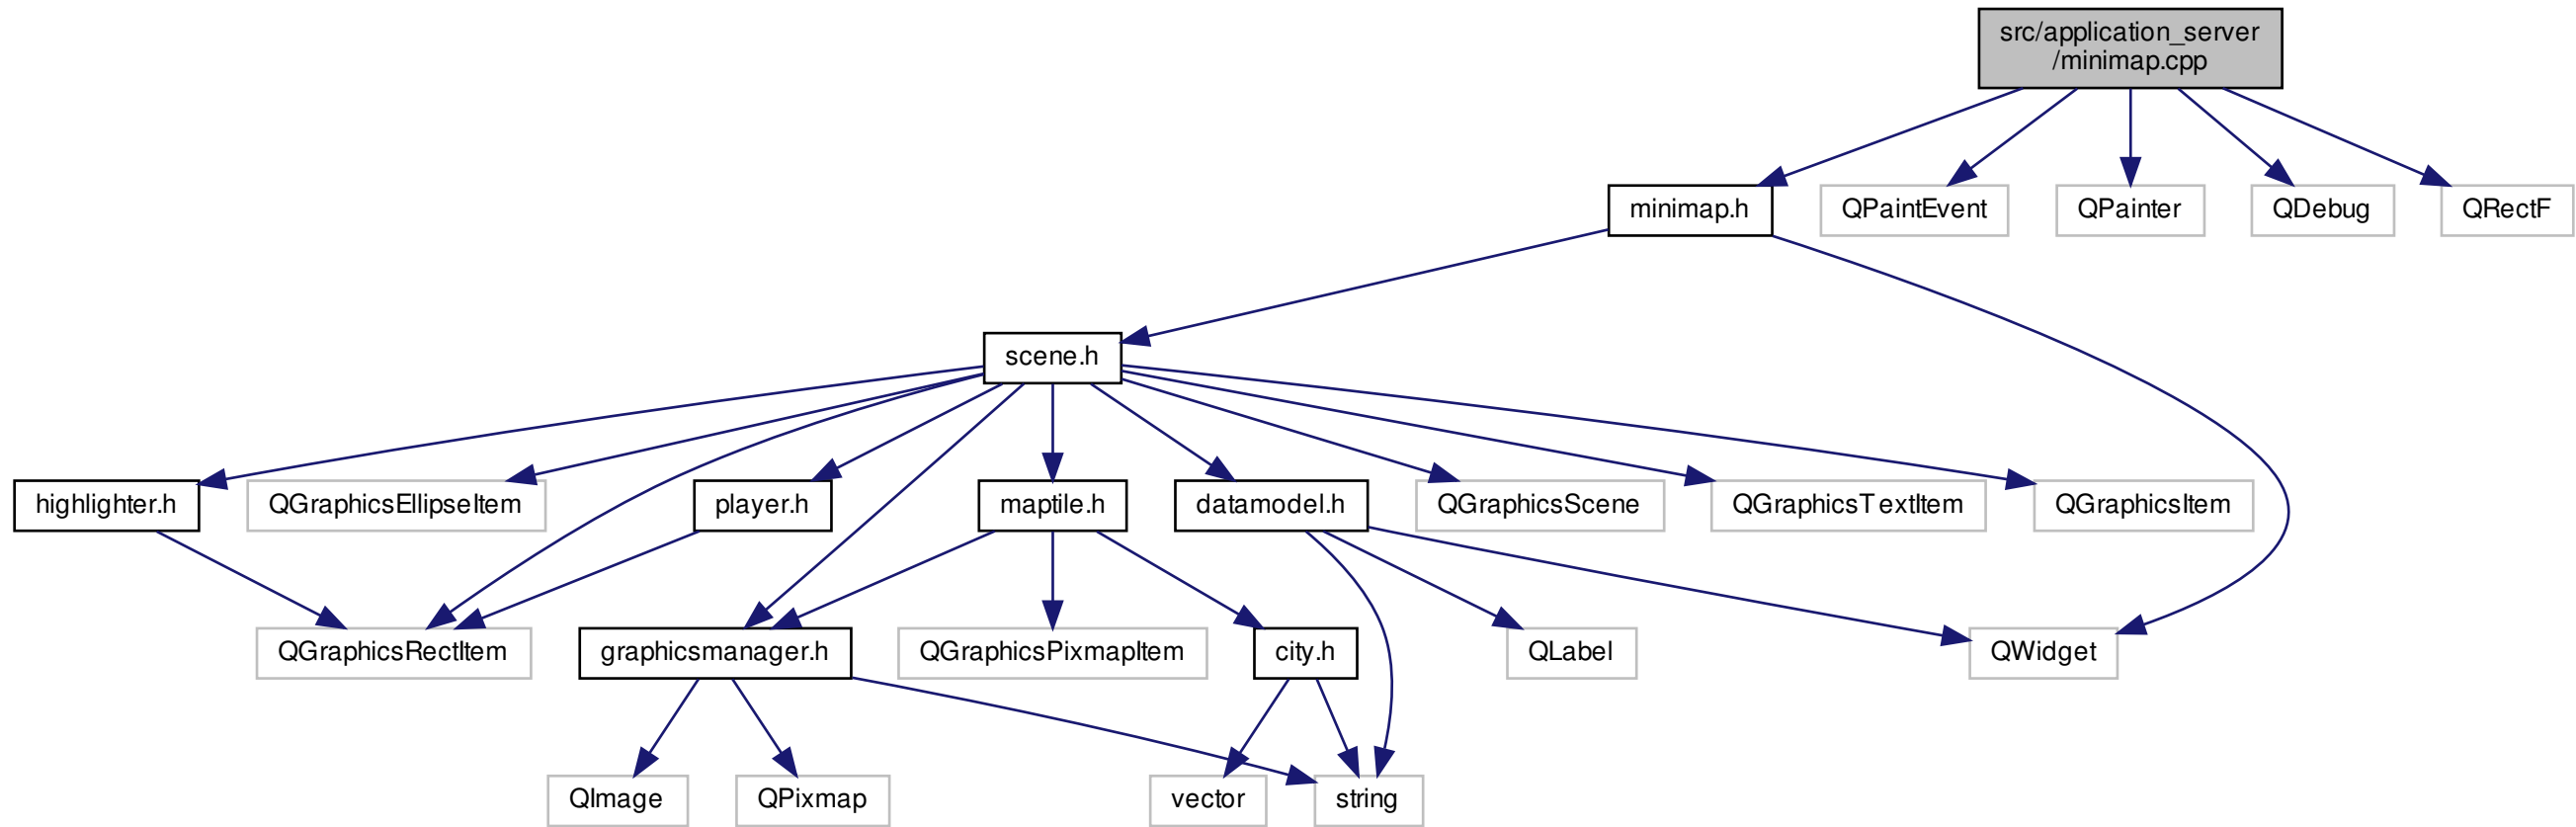 src/application_server
/minimap.cpp
minimap.h
QPaintEvent
QPainter
QDebug
QRectF
scene.h
highlighter.h
QGraphicsEllipseItem
player.h
maptile.h
datamodel.h
QGraphicsScene
QGraphicsTextItem
QGraphicsItem
QGraphicsRectItem
graphicsmanager.h
QGraphicsPixmapItem
city.h
QLabel
QWidget
QImage
QPixmap
vector
string